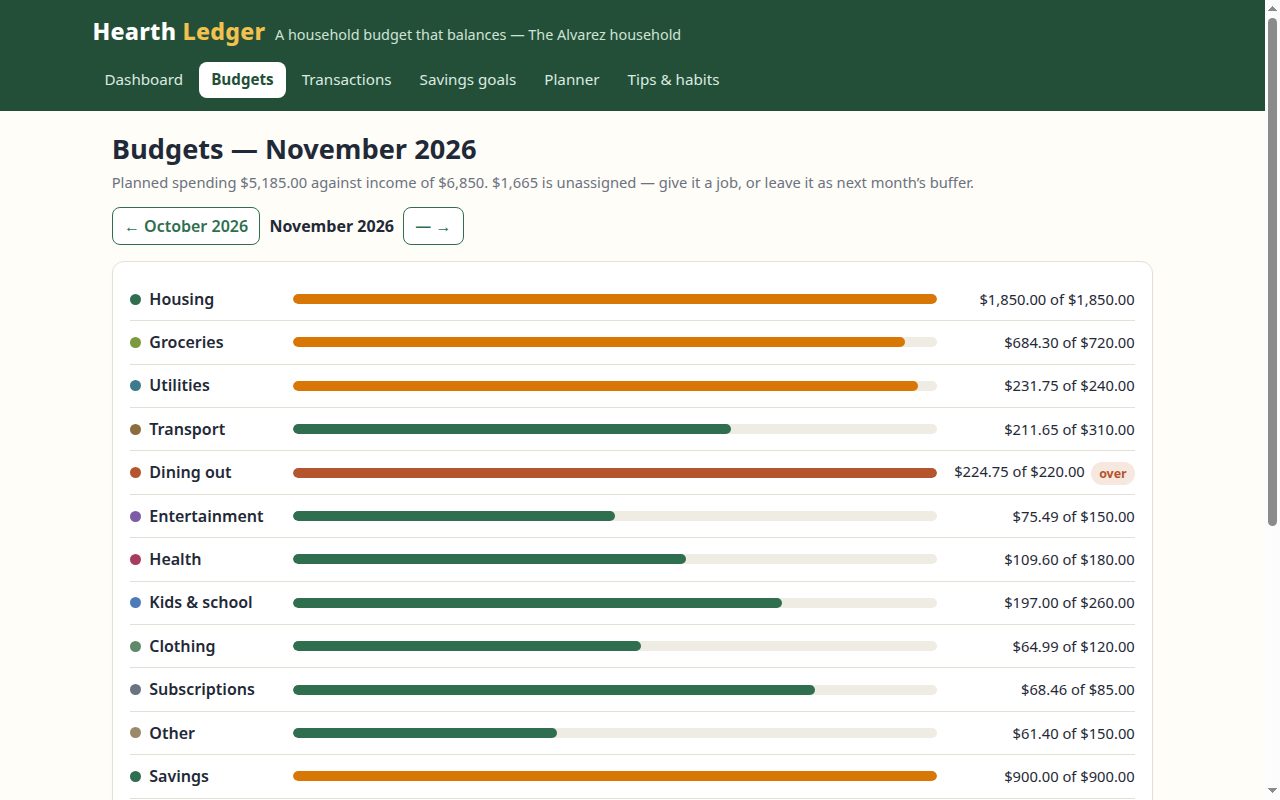 Hearth Ledger A household budget that balances — The Alvarez household
Dashboard Budgets Transactions Savings goals Planner Tips & habits
Budgets — November 2026
Planned spending $5,185.00 against income of $6,850. $1,665 is unassigned — give it a job, or leave it as next month’s buffer.
← October 2026 November 2026 — →
Housing $1,850.00 of $1,850.00
Groceries $684.30 of $720.00
Utilities $231.75 of $240.00
Transport $211.65 of $310.00
Dining out $224.75 of $220.00 over
Entertainment $75.49 of $150.00
Health $109.60 of $180.00
Kids & school $197.00 of $260.00
Clothing $64.99 of $120.00
Subscriptions $68.46 of $85.00
Other $61.40 of $150.00
Savings $900.00 of $900.00